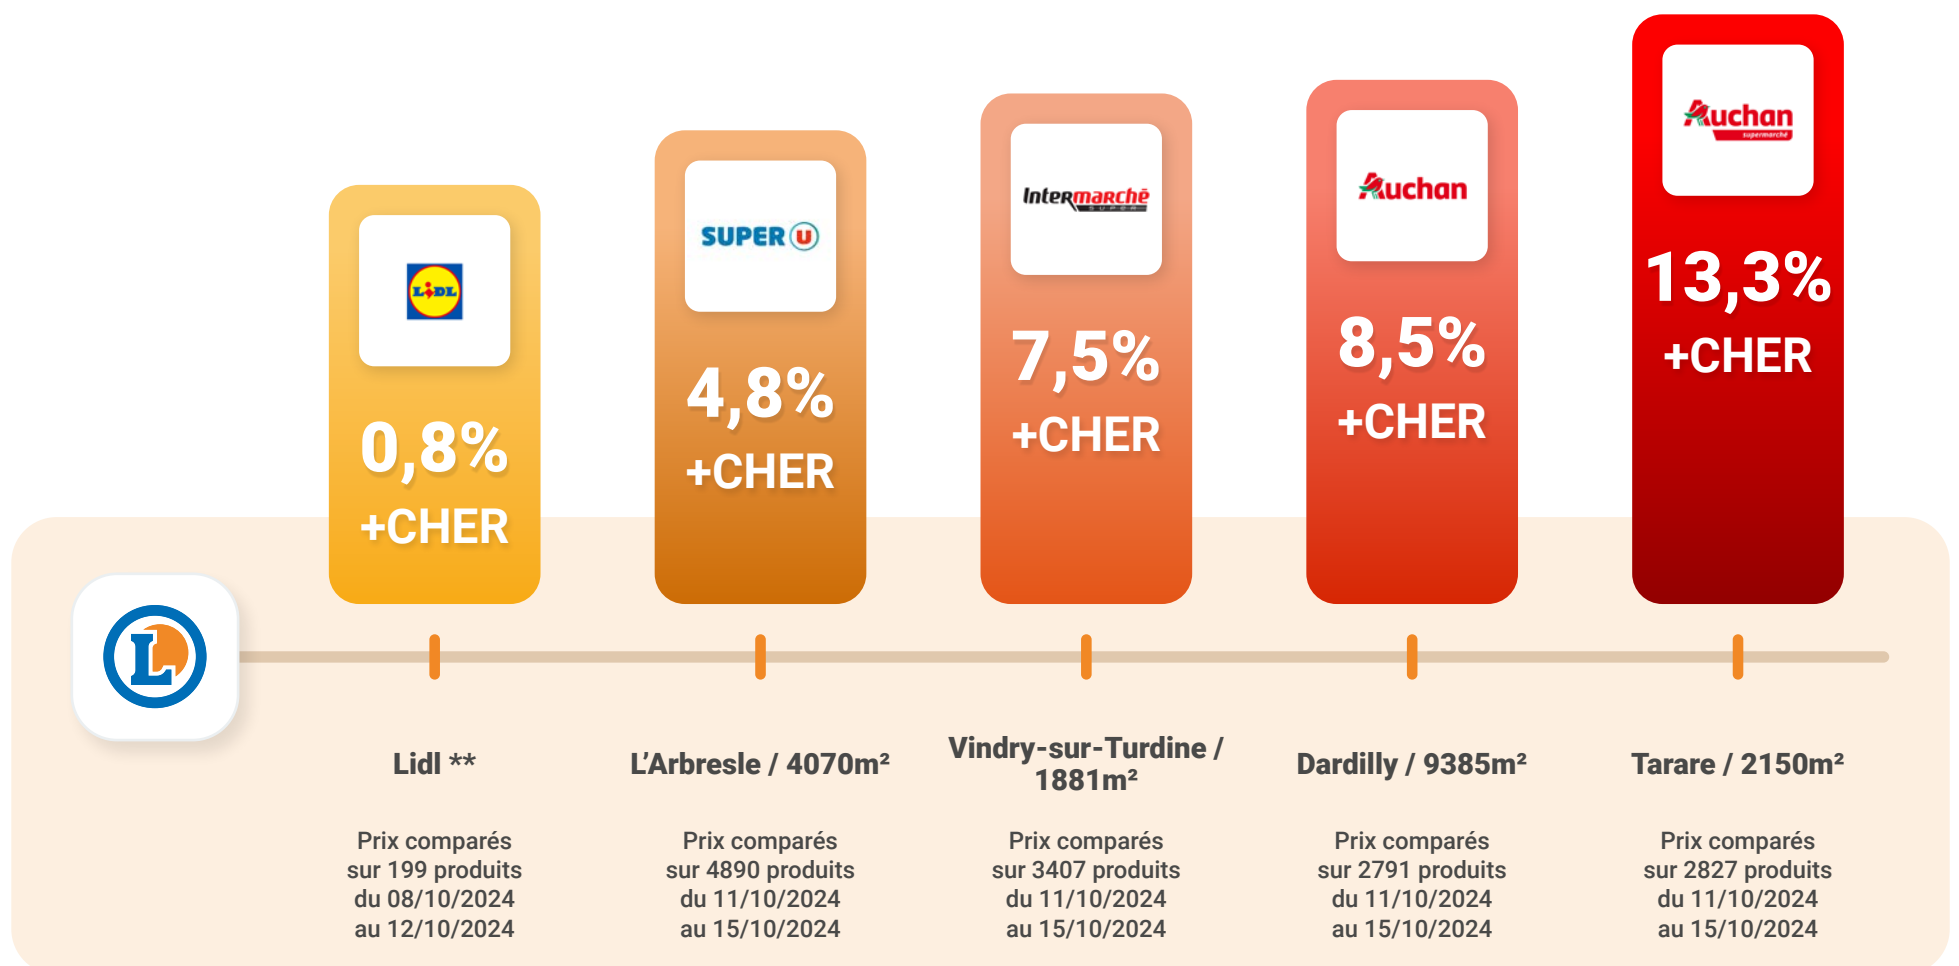 LIDL
0,8%
+CHER
SUPER U
4,8%
+CHER
Intermarchē
SUPER
7,5%
+CHER
Auchan
8,5%
+CHER
Auchan
supermarché
13,3%
+CHER
L
Lidl **
Prix comparés
sur 199 produits
du 08/10/2024
au 12/10/2024
L’Arbresle / 4070m²
Prix comparés
sur 4890 produits
du 11/10/2024
au 15/10/2024
Vindry-sur-Turdine /
1881m²
Prix comparés
sur 3407 produits
du 11/10/2024
au 15/10/2024
Dardilly / 9385m²
Prix comparés
sur 2791 produits
du 11/10/2024
au 15/10/2024
Tarare / 2150m²
Prix comparés
sur 2827 produits
du 11/10/2024
au 15/10/2024